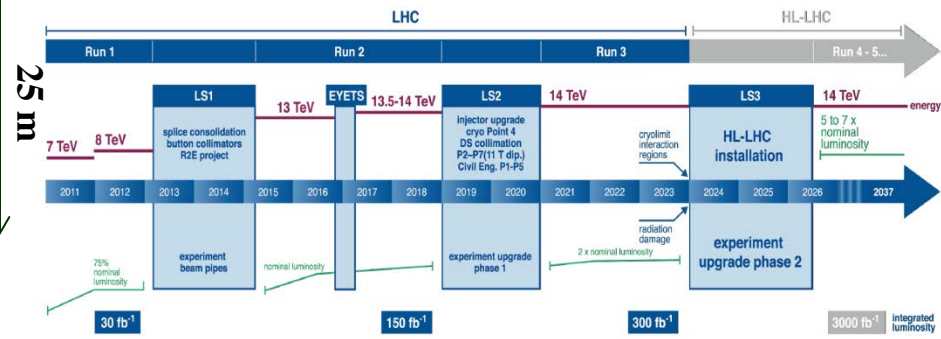 LHC
HL-LHC
Run 1
Run 2
Run 3
Run 4 - 5...
25 m
LS1
EYETS
LS2
LS3
7 TeV
8 TeV
13 TeV
13.5-14 TeV
14 TeV
14 TeV
energy
splice consolidation
button collimators
R2E project
injector upgrade
cryo Point 4
DS collimation
P2-P7(11 T dip.)
Civil Eng. P1-P5
cryolimit
interaction
regions
HL-LHC
installation
5 to 7 x
nominal
luminosity
2011
2012
2013
2014
2015
2016
2017
2018
2019
2020
2021
2022
2023
2024
2025
2026
2037
radiation
damage
75%
nominal
luminosity
experiment
beam pipes
nominal luminosity
experiment upgrade
phase 1
2 x nominal luminosity
experiment
upgrade phase 2
30 fb-1
150 fb-1
300 fb-1
3000 fb-1
integrated
luminosity